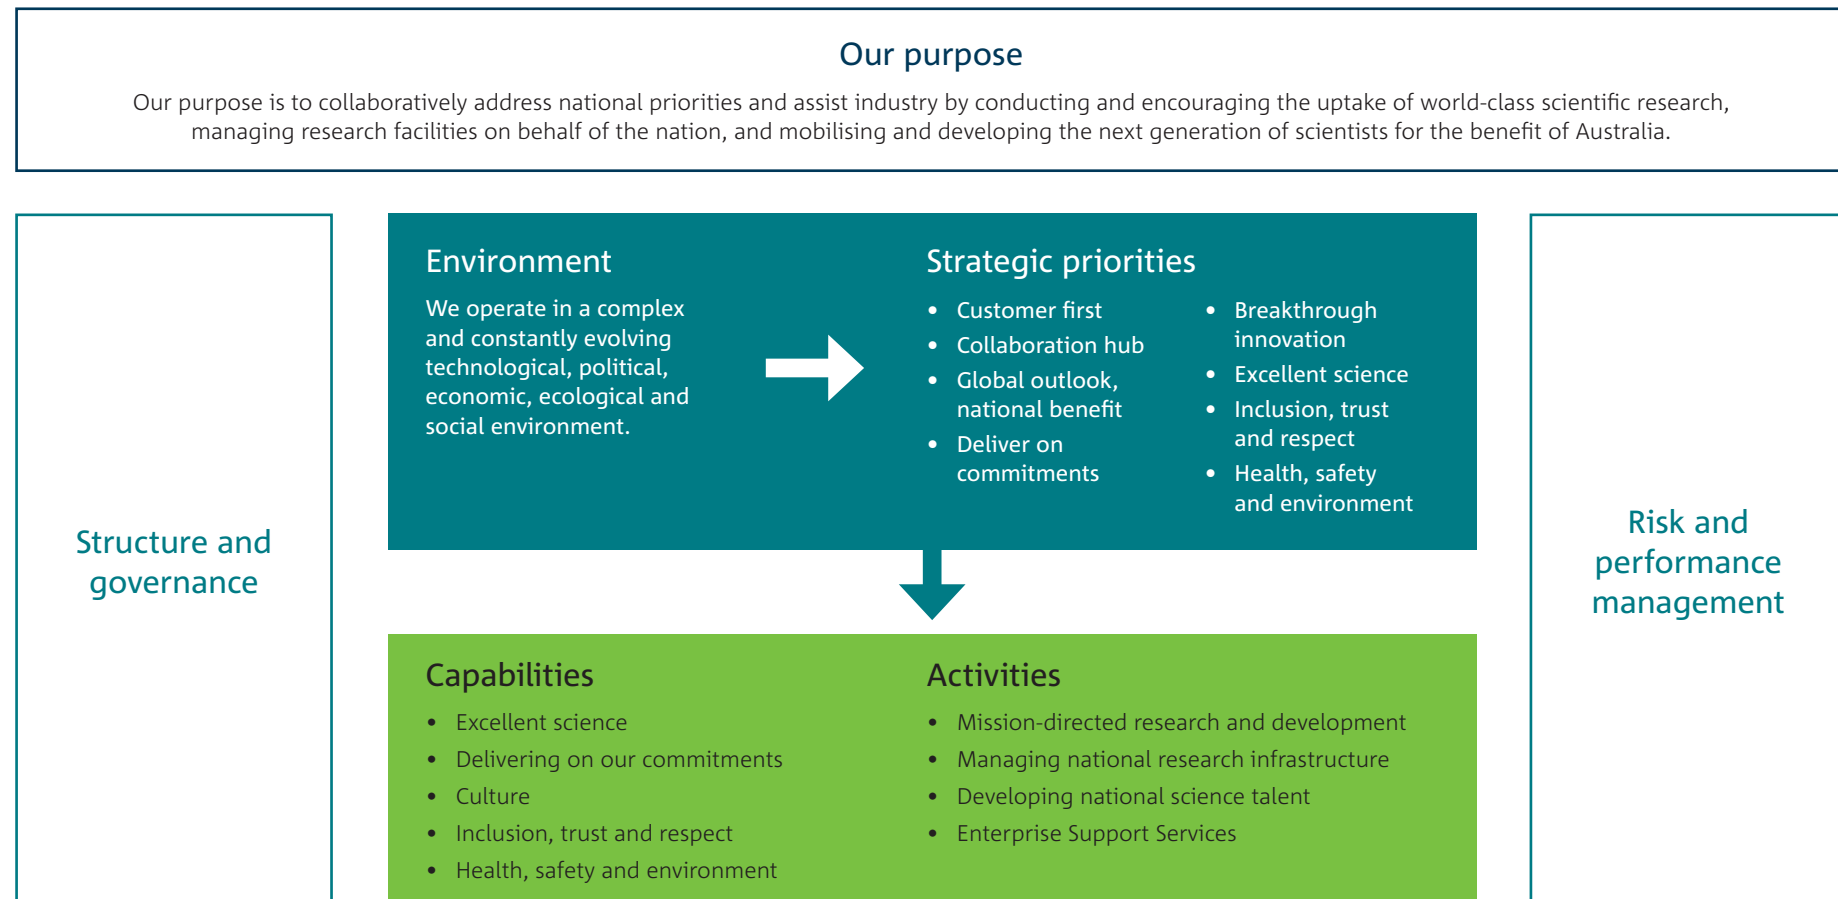 Our purpose
Our purpose is to collaboratively address national priorities and assist industry by conducting and encouraging the uptake of world-class scientific research,
managing research facilities on behalf of the nation, and mobilising and developing the next generation of scientists for the benefit of Australia.
Structure and
governance
Environment
We operate in a complex
and constantly evolving
technological, political,
economic, ecological and
social environment.
Strategic priorities
• Customer first
• Collaboration hub
• Global outlook,
national benefit
• Deliver on
commitments
• Breakthrough
innovation
• Excellent science
• Inclusion, trust
and respect
• Health, safety
and environment
Capabilities
• Excellent science
• Delivering on our commitments
• Culture
• Inclusion, trust and respect
• Health, safety and environment
Activities
• Mission-directed research and development
• Managing national research infrastructure
• Developing national science talent
• Enterprise Support Services
Risk and
performance
management